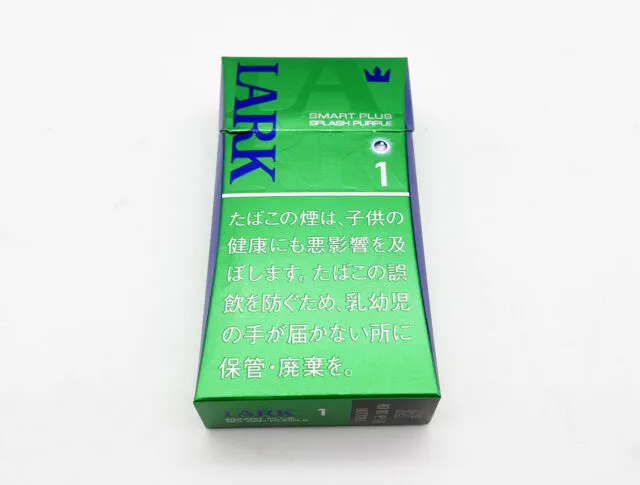 LARK
SMART PLUS
SPLASH PURPLE
1
たばこの煙は、子供の
健康にも悪影響を及
ぼします。たばこの誤
飲を防ぐため、乳幼児
の手が届かない所に
保管・廃棄を。
LARK 1